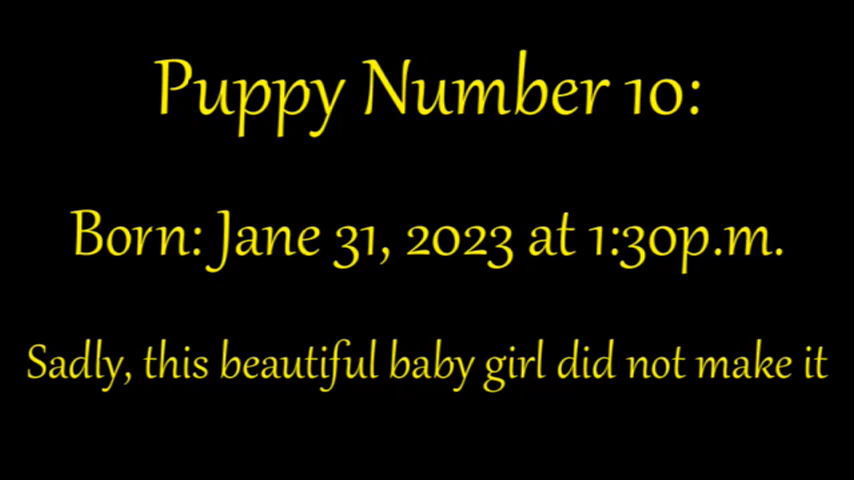 Puppy Number 10:
Born: Jane 31, 2023 at 1:30p.m.
Sadly, this beautiful baby girl did not make it